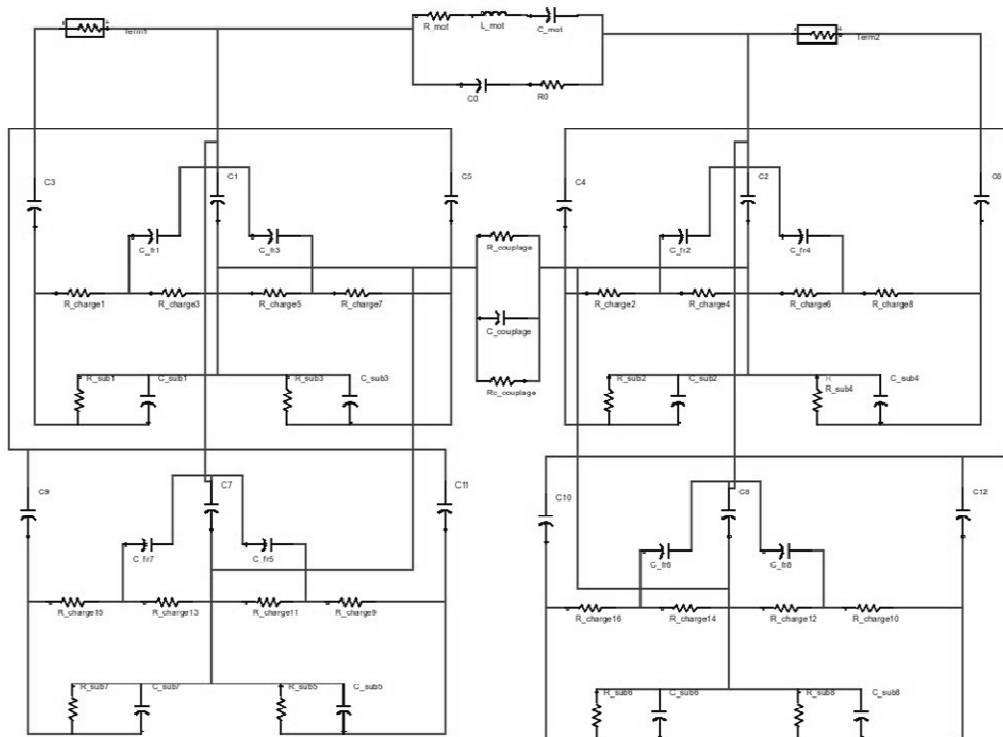 R_mot
L_mot
C_mot
Term1
Term2
C0
R0
C3
C1
C5
C4
C2
C6
C_fr1
C_fr3
R_couplage
C_fr2
C_fr4
R_charge1
R_charge3
R_charge5
R_charge7
C_couplage
R_charge2
R_charge4
R_charge6
R_charge8
R_sub1
C_sub1
R_sub3
C_sub3
Rc_couplage
R_sub2
C_sub2
R
R_sub4
C_sub4
C9
C7
C11
C10
C8
C12
C_fr7
C_fr5
C_fr6
C_fr8
R_charge15
R_charge13
R_charge11
R_charge9
R_charge16
R_charge14
R_charge12
R_charge10
R_sub7
C_sub7
R_sub5
C_sub5
R_sub6
C_sub6
R_sub8
C_sub8